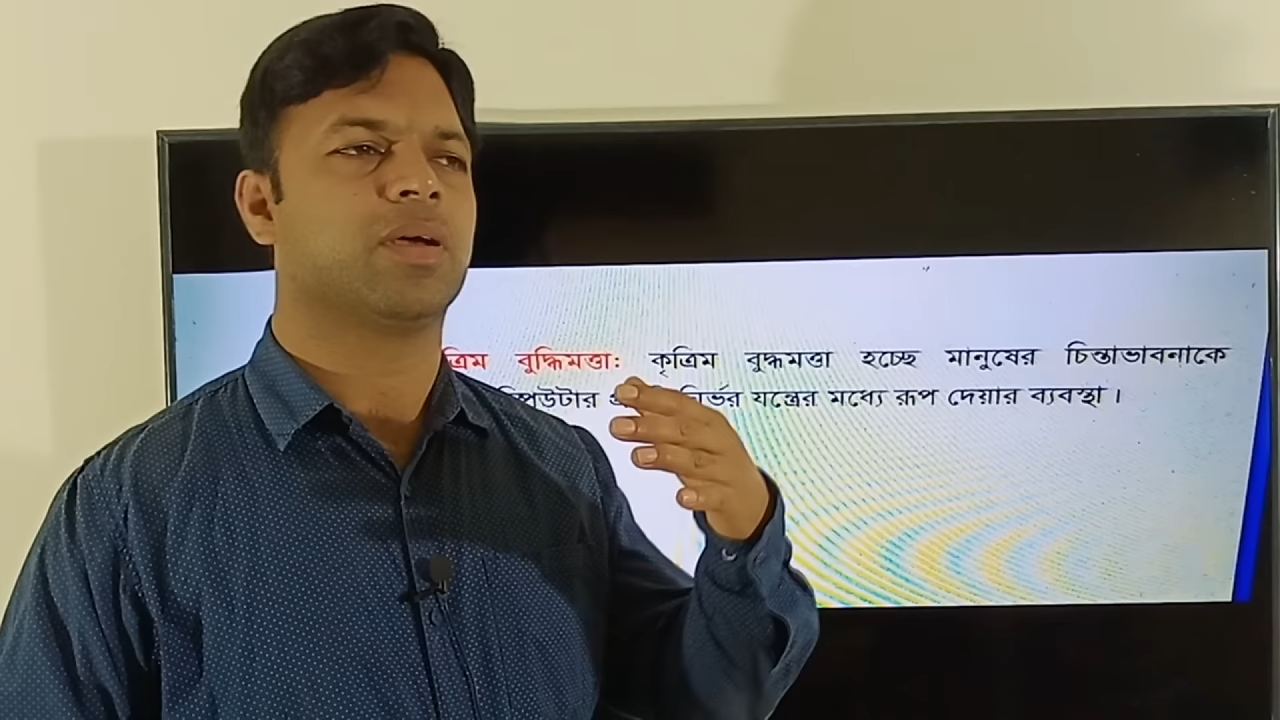 ত্রিম বুদ্ধিমত্তা: কৃত্রিম বুদ্ধমত্তা হচ্ছে মানুষের চিন্তাভাবনাকে
ম্পিউটার নির্ভর যন্ত্রের মধ্যে রূপ দেয়ার ব্যবস্থা।